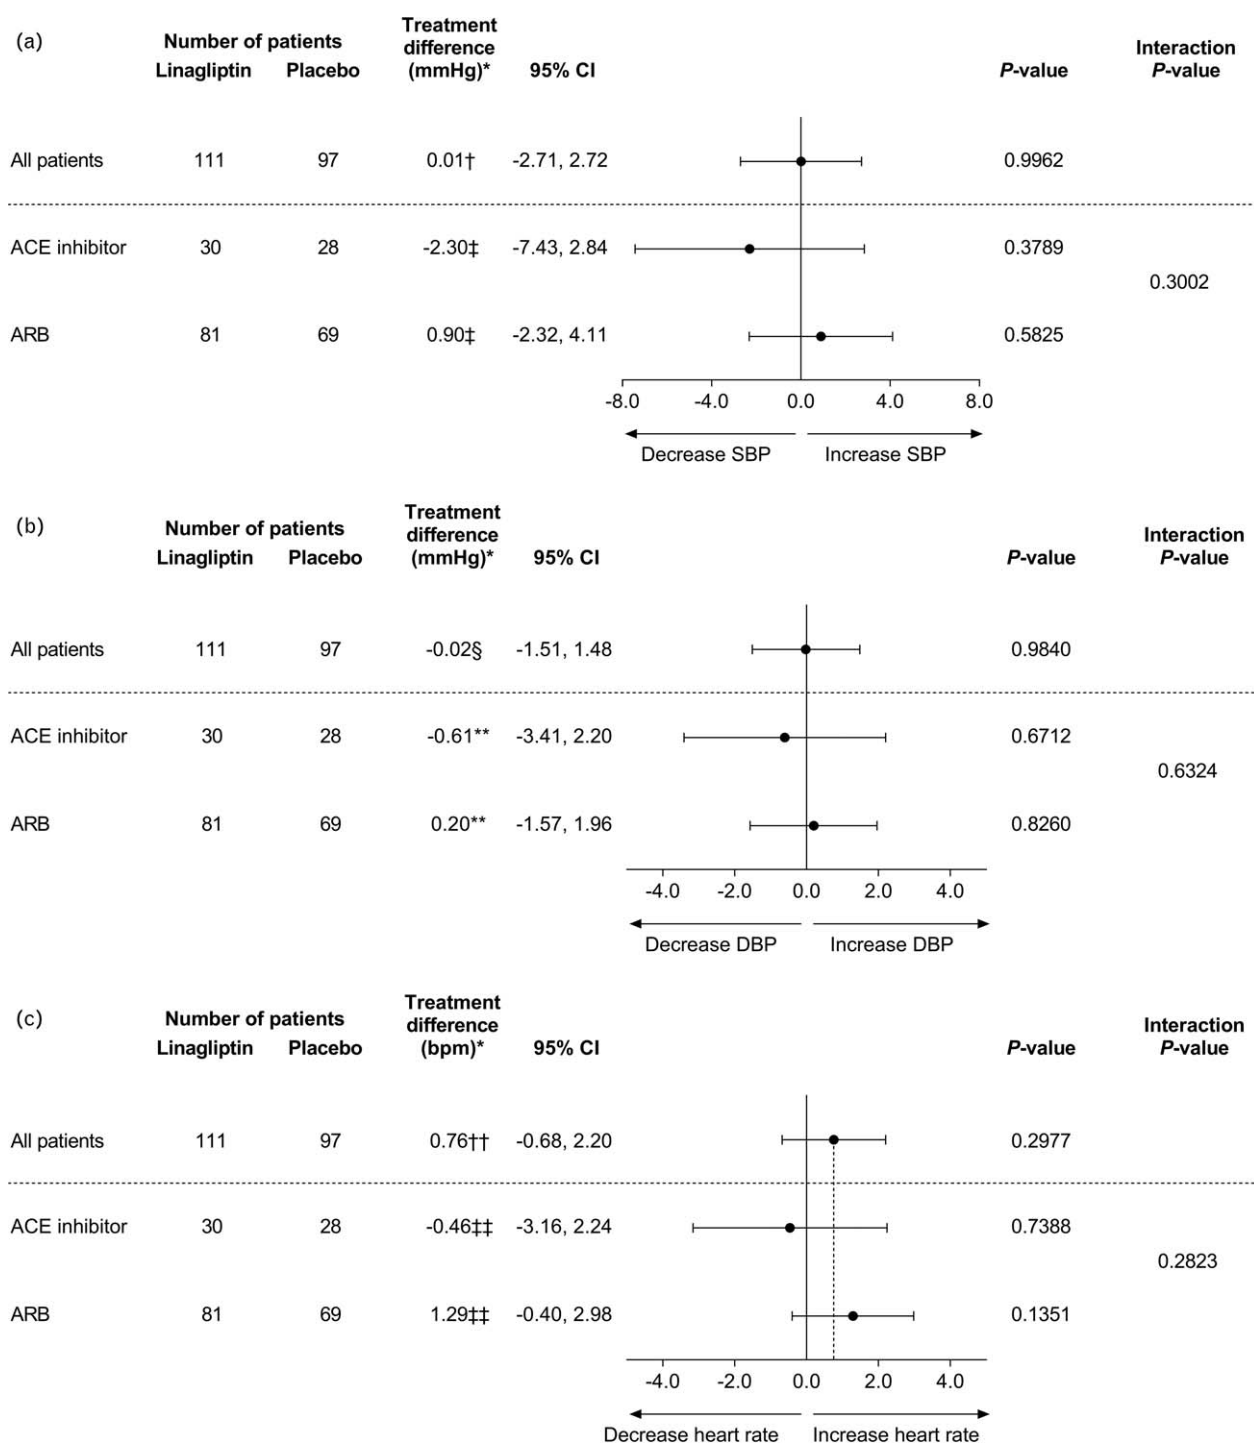 (a)
Number of patients
Treatment difference (mmHg)*
Interaction P-value
Linagliptin Placebo 95% CI P-value
All patients 111 97 0.01† -2.71, 2.72 0.9962
ACE inhibitor 30 28 -2.30‡ -7.43, 2.84 0.3789
0.3002
ARB 81 69 0.90‡ -2.32, 4.11 0.5825
-8.0 -4.0 0.0 4.0 8.0
Decrease SBP Increase SBP
(b)
Number of patients
Treatment difference (mmHg)*
Interaction P-value
Linagliptin Placebo 95% CI P-value
All patients 111 97 -0.02§ -1.51, 1.48 0.9840
ACE inhibitor 30 28 -0.61** -3.41, 2.20 0.6712
0.6324
ARB 81 69 0.20** -1.57, 1.96 0.8260
-4.0 -2.0 0.0 2.0 4.0
Decrease DBP Increase DBP
(c)
Number of patients
Treatment difference (bpm)*
Interaction P-value
Linagliptin Placebo 95% CI P-value
All patients 111 97 0.76†† -0.68, 2.20 0.2977
ACE inhibitor 30 28 -0.46‡‡ -3.16, 2.24 0.7388
0.2823
ARB 81 69 1.29‡‡ -0.40, 2.98 0.1351
-4.0 -2.0 0.0 2.0 4.0
Decrease heart rate Increase heart rate